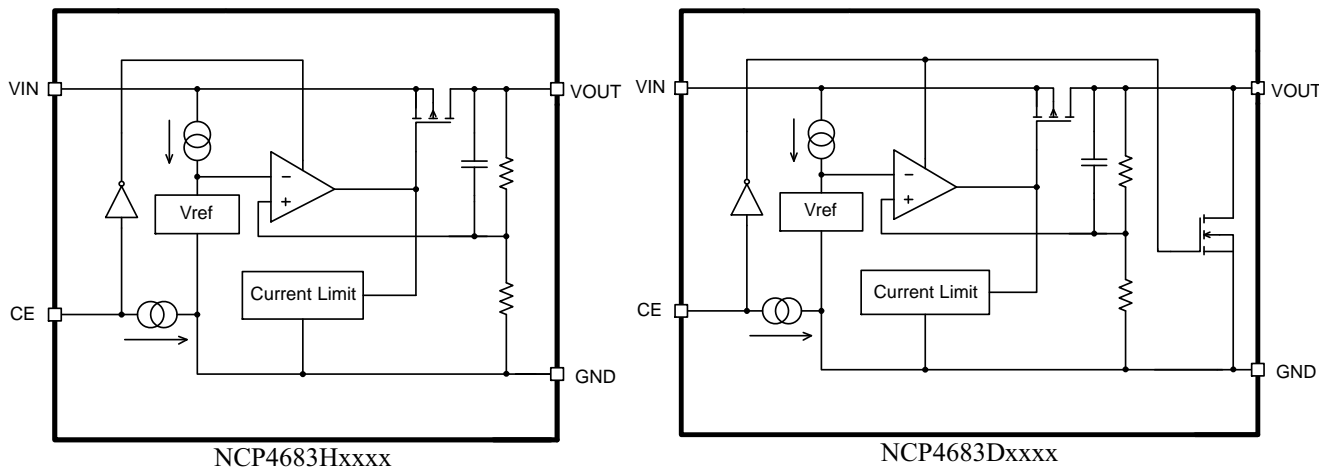 VIN
VOUT
−
+
Vref
Current Limit
CE
GND
NCP4683Hxxxx
VIN
VOUT
−
+
Vref
Current Limit
CE
GND
NCP4683Dxxxx